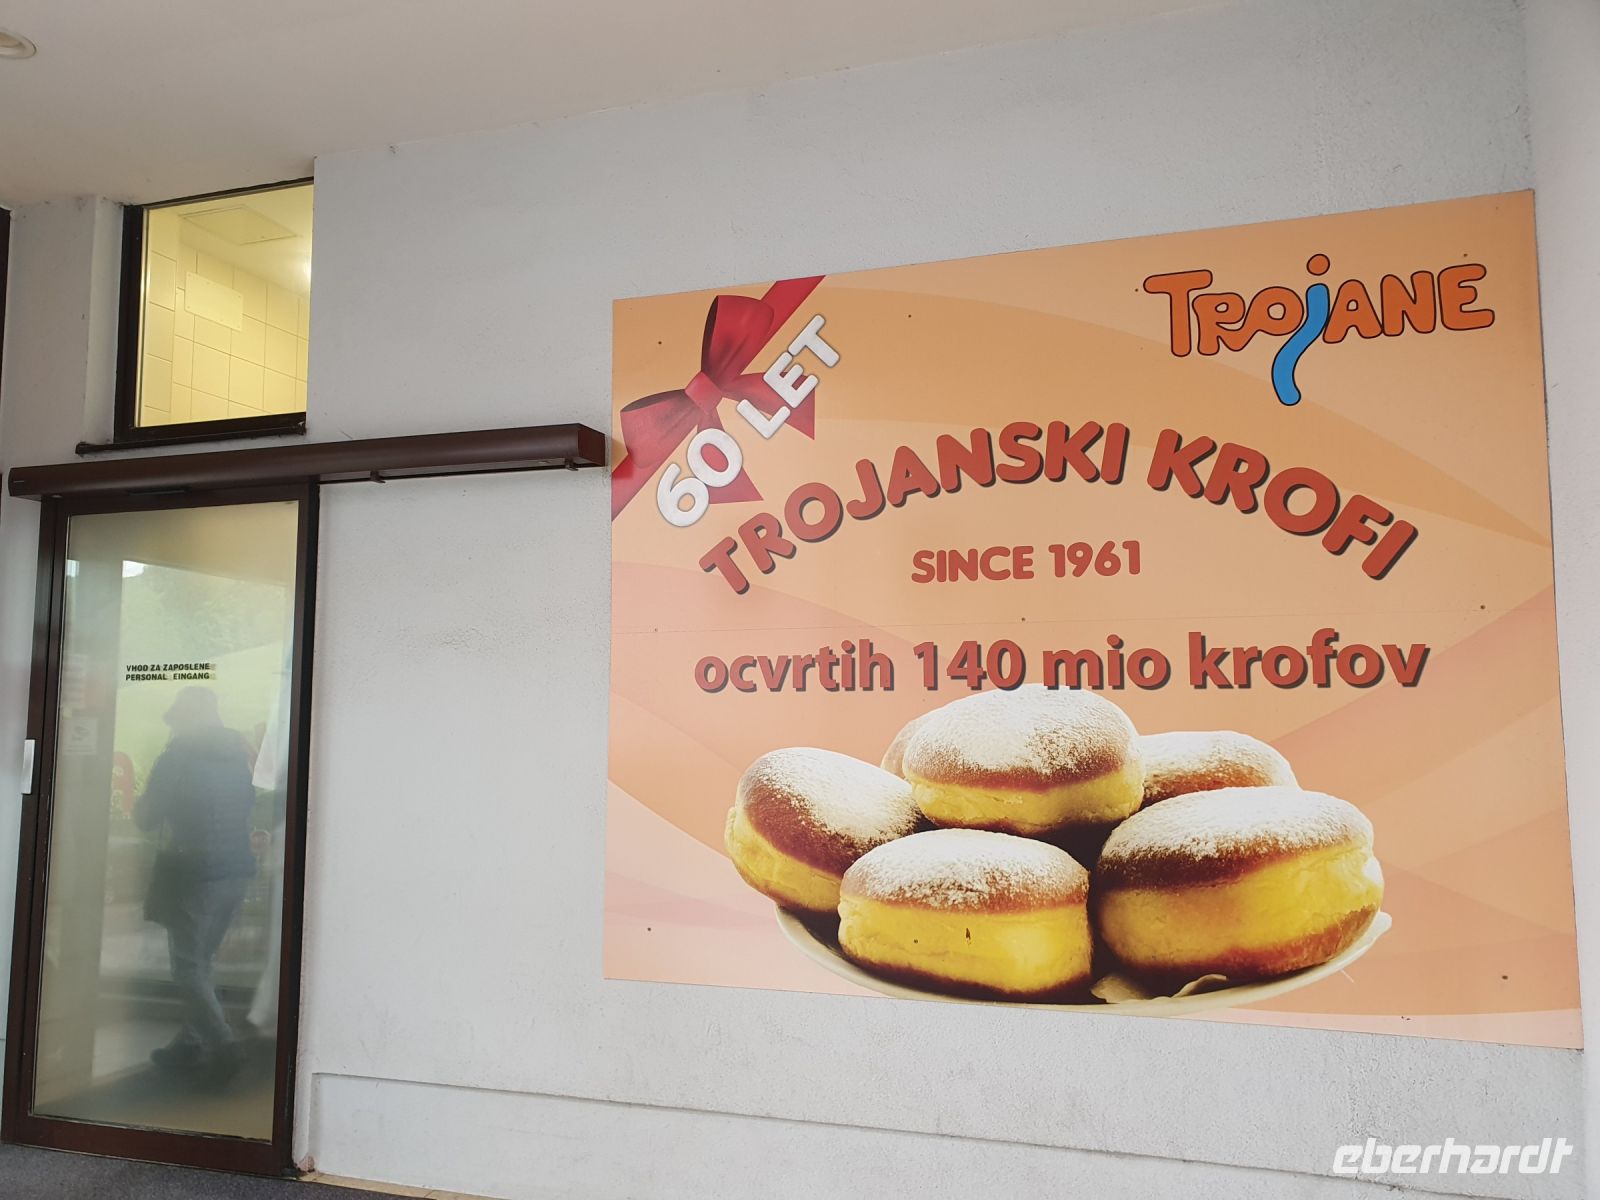 TROJANE
60 LET
TROJANSKI KROFI
SINCE 1961
ocvrtih 140 mio krofov
VHOD ZA ZAPOSLENE
PERSONAL EINGANG
eberhardt